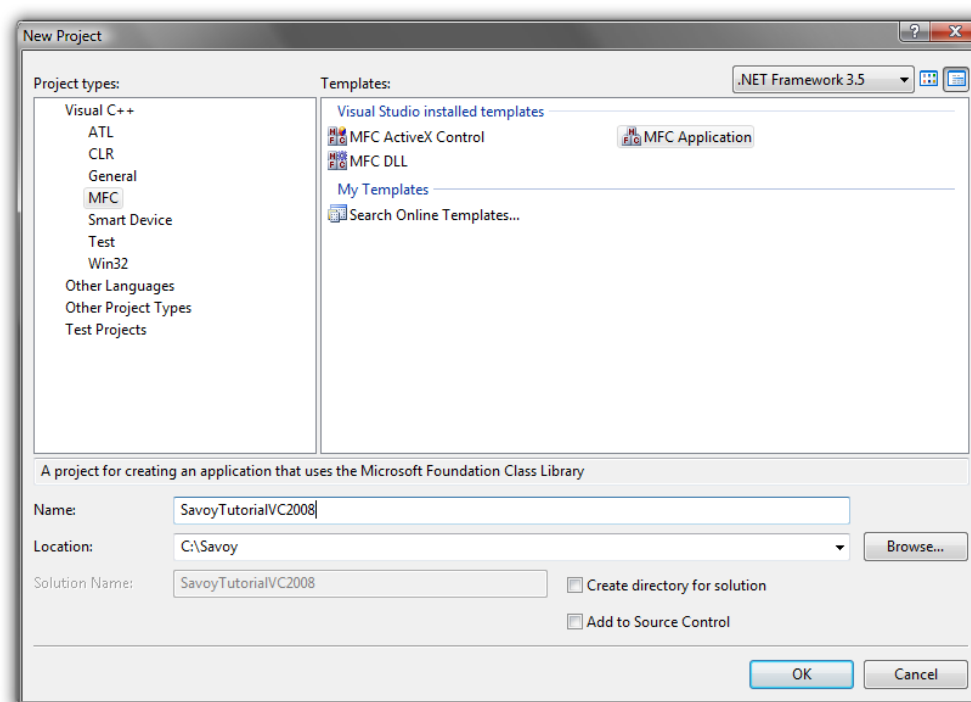 New Project
?
Project types:
Templates:
.NET Framework 3.5
Visual C++
ATL
CLR
General
MFC
Smart Device
Test
Win32
Other Languages
Other Project Types
Test Projects
Visual Studio installed templates
MFC ActiveX Control
MFC Application
MFC DLL
My Templates
Search Online Templates...
A project for creating an application that uses the Microsoft Foundation Class Library
Name:
SavoyTutorialVC2008
Location:
C:\Savoy
Browse...
Solution Name:
SavoyTutorialVC2008
Create directory for solution
Add to Source Control
OK
Cancel